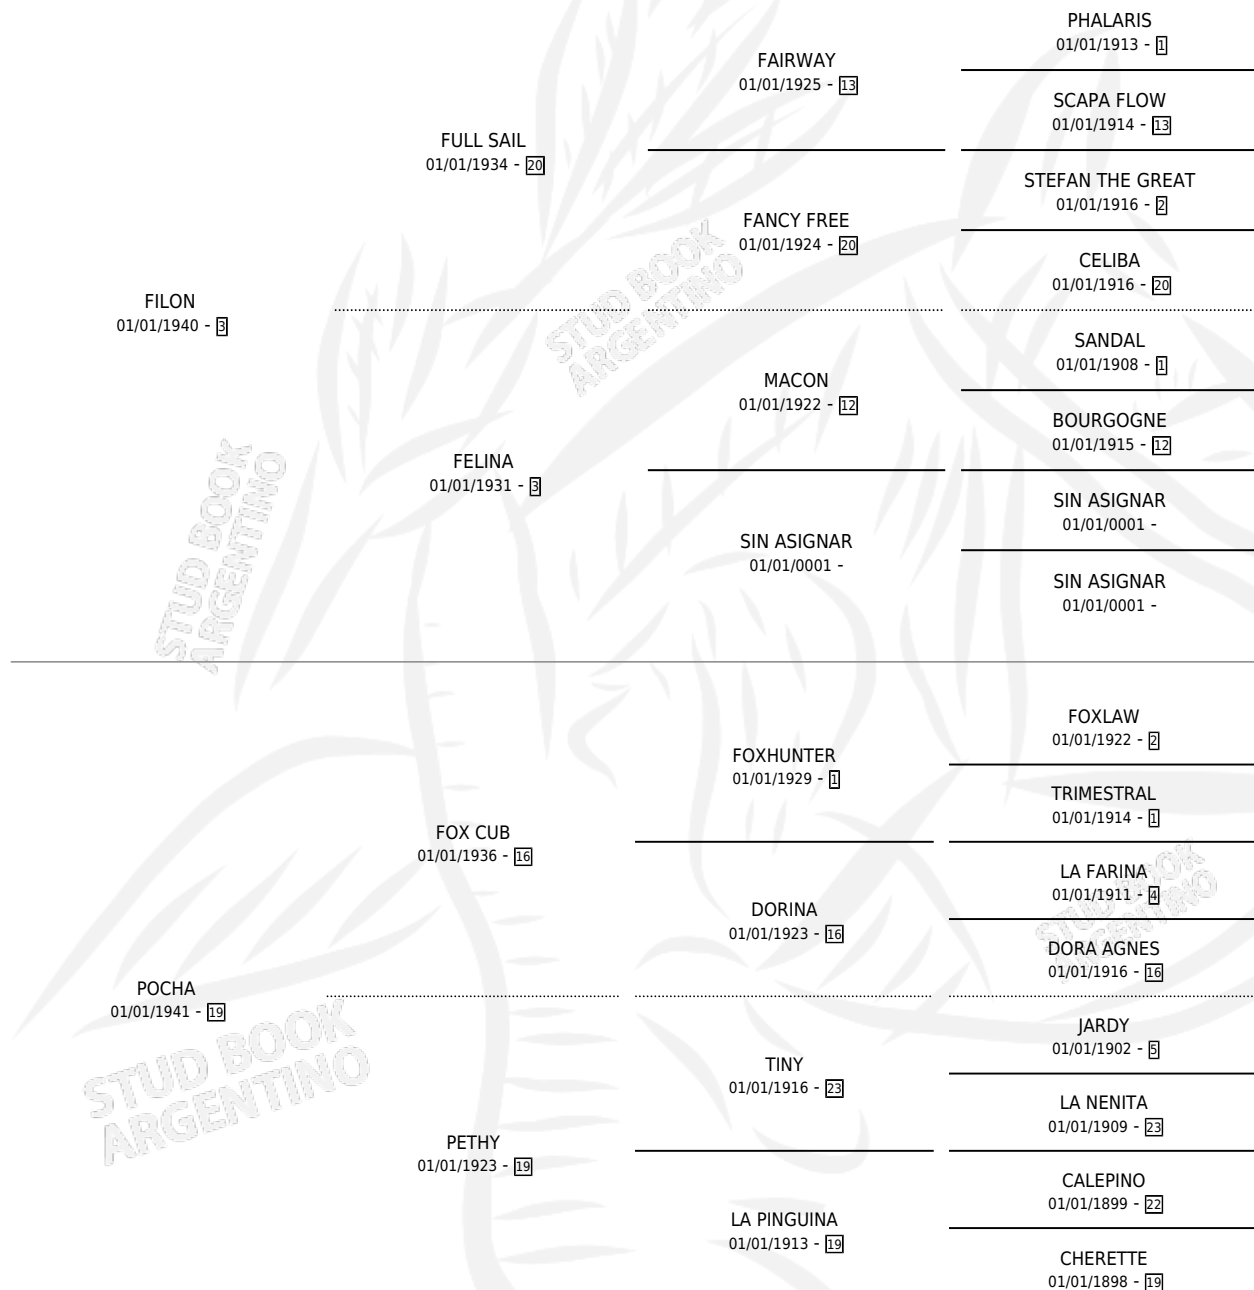 PHALARIS
01/01/1913 - 1
FAIRWAY
01/01/1925 - 13
SCAPA FLOW
01/01/1914 - 13
FULL SAIL
01/01/1934 - 20
STEFAN THE GREAT
01/01/1916 - 2
FANCY FREE
01/01/1924 - 20
CELIBA
01/01/1916 - 20
FILON
01/01/1940 - 3
SANDAL
01/01/1908 - 1
MACON
01/01/1922 - 12
BOURGOGNE
01/01/1915 - 12
FELINA
01/01/1931 - 3
SIN ASIGNAR
01/01/0001 -
SIN ASIGNAR
01/01/0001 -
SIN ASIGNAR
01/01/0001 -
FOXLAW
01/01/1922 - 2
FOXHUNTER
01/01/1929 - 1
TRIMESTRAL
01/01/1914 - 1
FOX CUB
01/01/1936 - 16
LA FARINA
01/01/1911 - 4
DORINA
01/01/1923 - 16
DORA AGNES
01/01/1916 - 16
POCHA
01/01/1941 - 19
JARDY
01/01/1902 - 5
TINY
01/01/1916 - 23
LA NENITA
01/01/1909 - 23
PETHY
01/01/1923 - 19
CALEPINO
01/01/1899 - 22
LA PINGUINA
01/01/1913 - 19
CHERETTE
01/01/1898 - 19
STUD BOOK
ARGENTINO
STUD BOOK
ARGENTINO
STUD BOOK
ARGENTINO
STUD BOOK
ARGENTINO